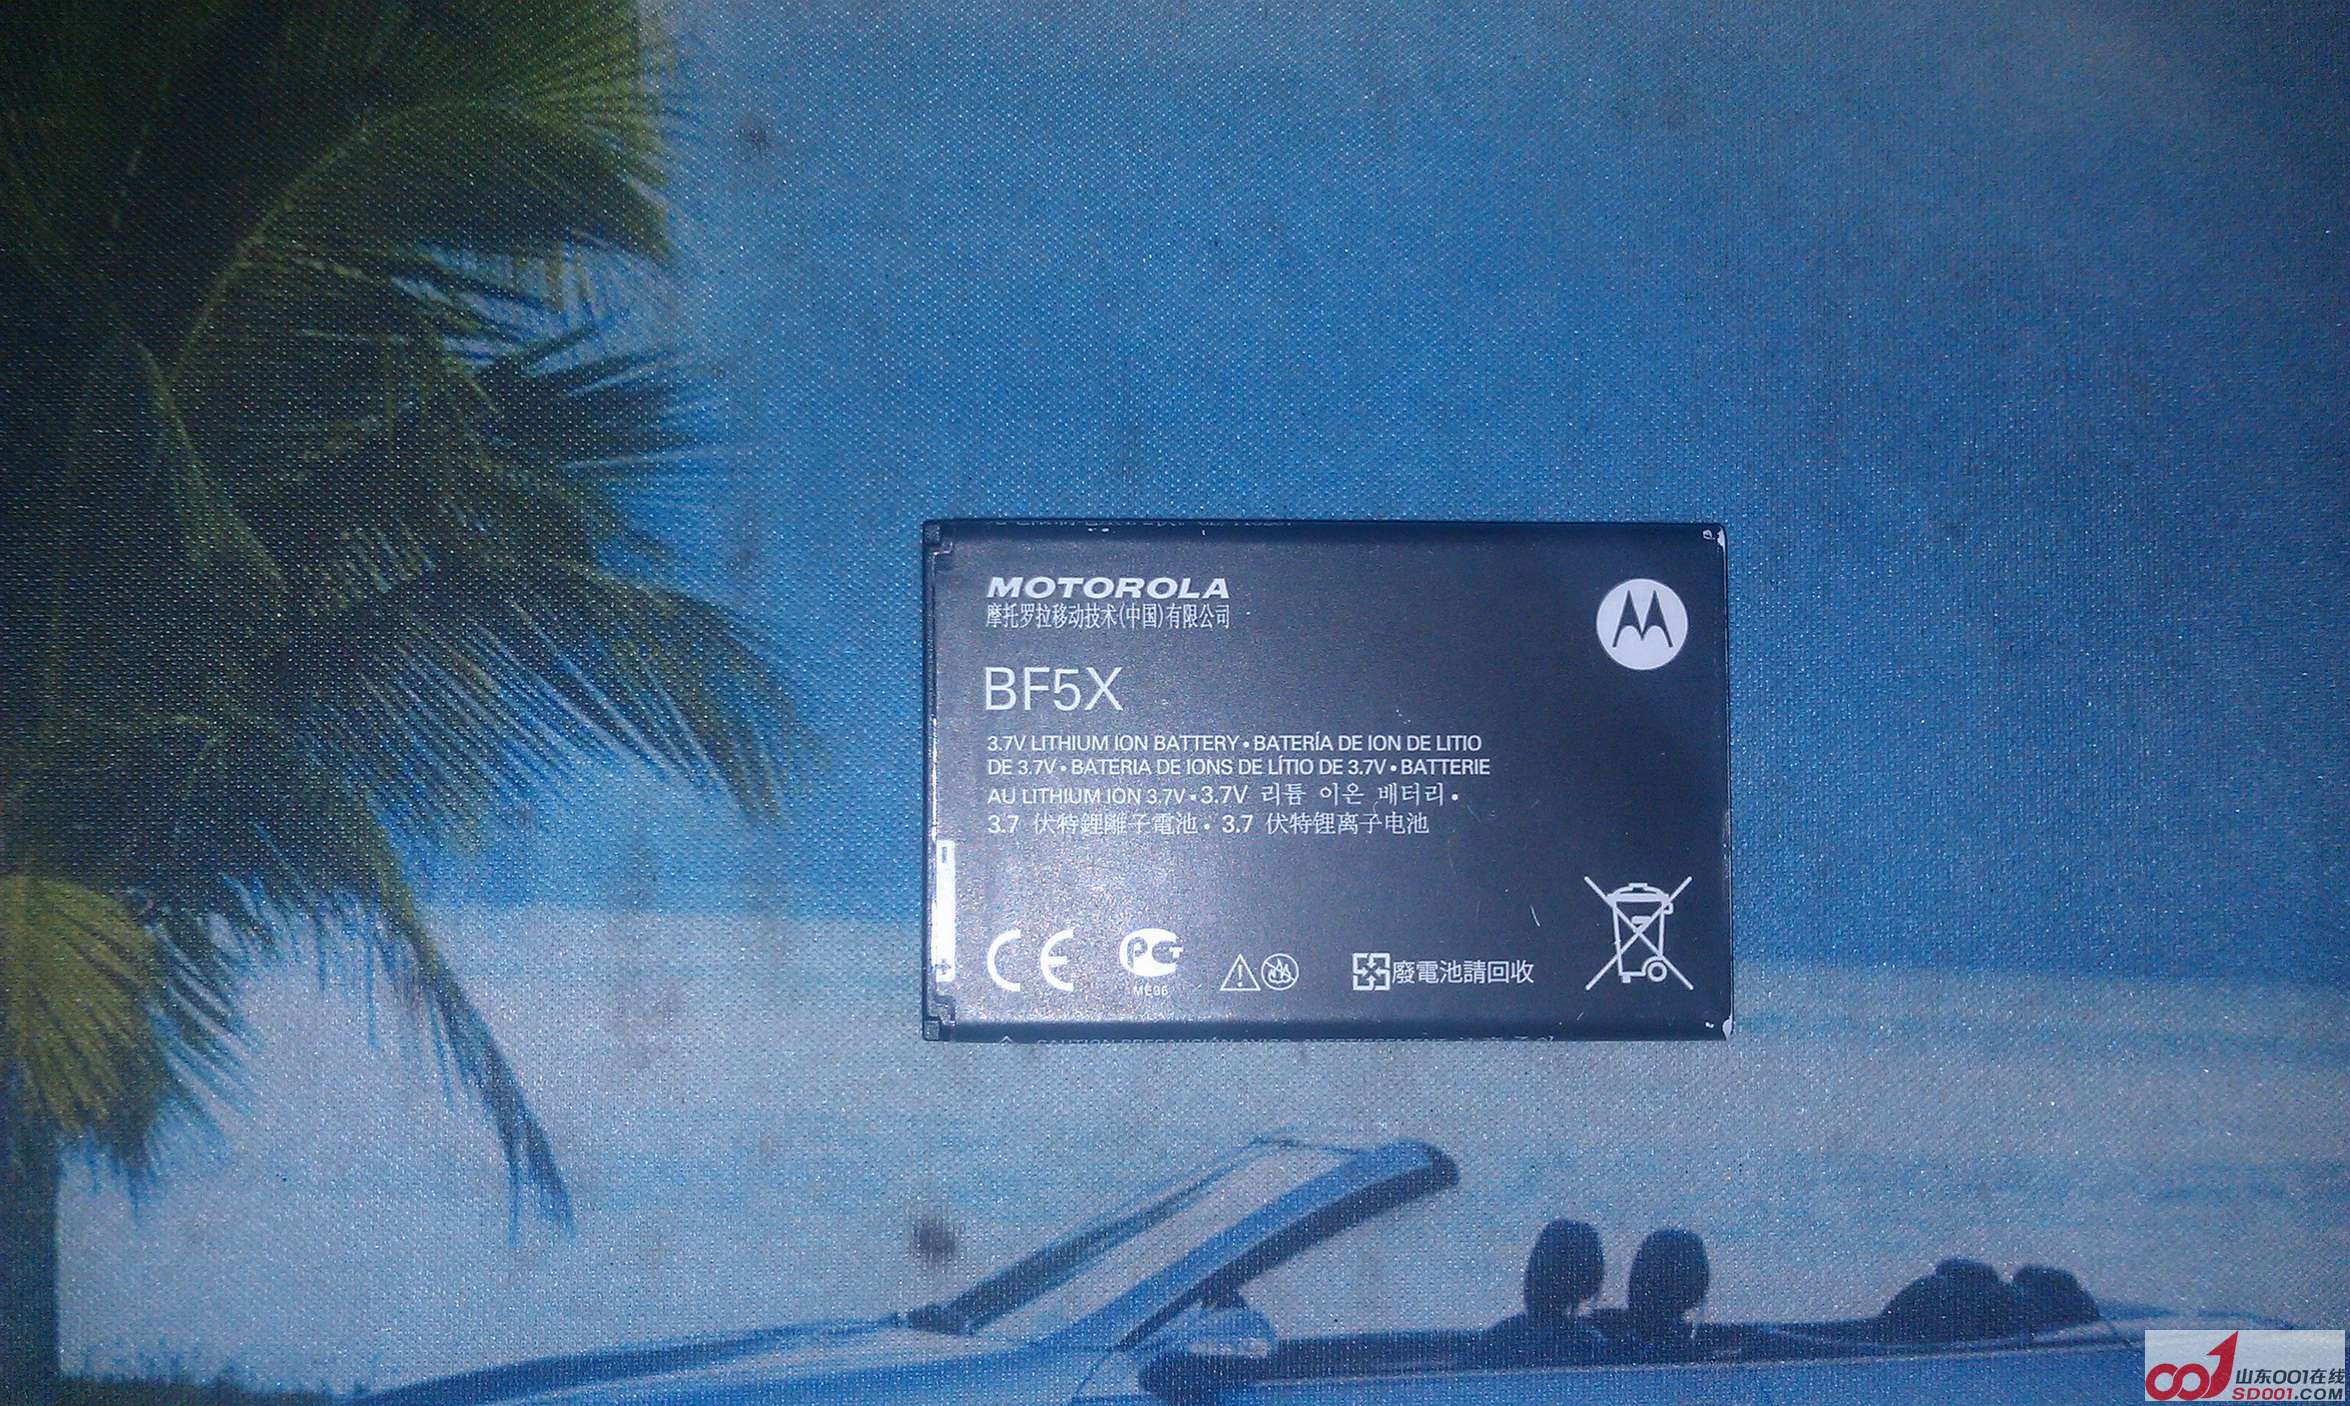 MOTOROLA
摩托罗拉移动技术(中国)有限公司
BF5X
3.7V LITHIUM ION BATTERY • BATERÍA DE ION DE LITIO
DE 3.7V • BATERIA DE IONS DE LÍTIO DE 3.7V • BATTERIE
AU LITHIUM ION 3.7V • 3.7V 리튬 이온 배터리 •
3.7 伏特鋰離子電池 • 3.7 伏特锂离子电池
CE
ME96
廢電池請回收
CAUTION PRECAUCIÓN
山东001在线
SD001.COM